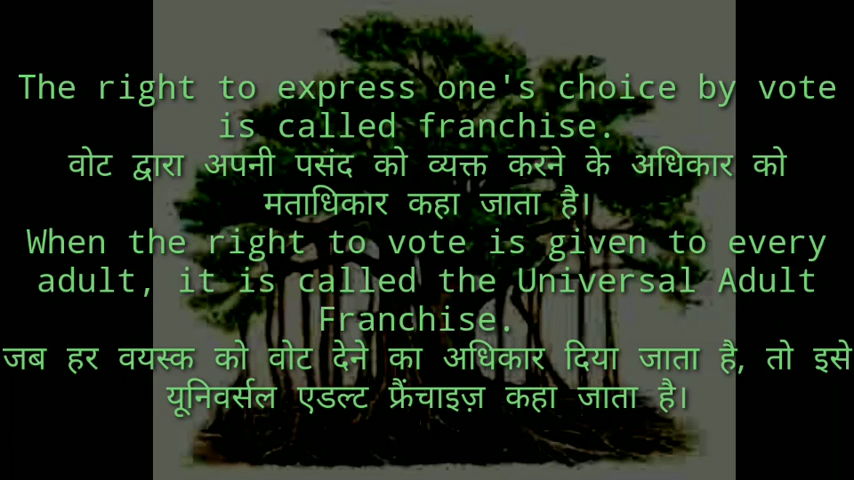 The right to express one's choice by vote
is called franchise.
वोट द्वारा अपनी पसंद को व्यक्त करने के अधिकार को
मताधिकार कहा जाता है।
When the right to vote is given to every
adult, it is called the Universal Adult
Franchise.
जब हर वयस्क को वोट देने का अधिकार दिया जाता है, तो इसे
यूनिवर्सल एडल्ट फ्रैंचाइज़ कहा जाता है।